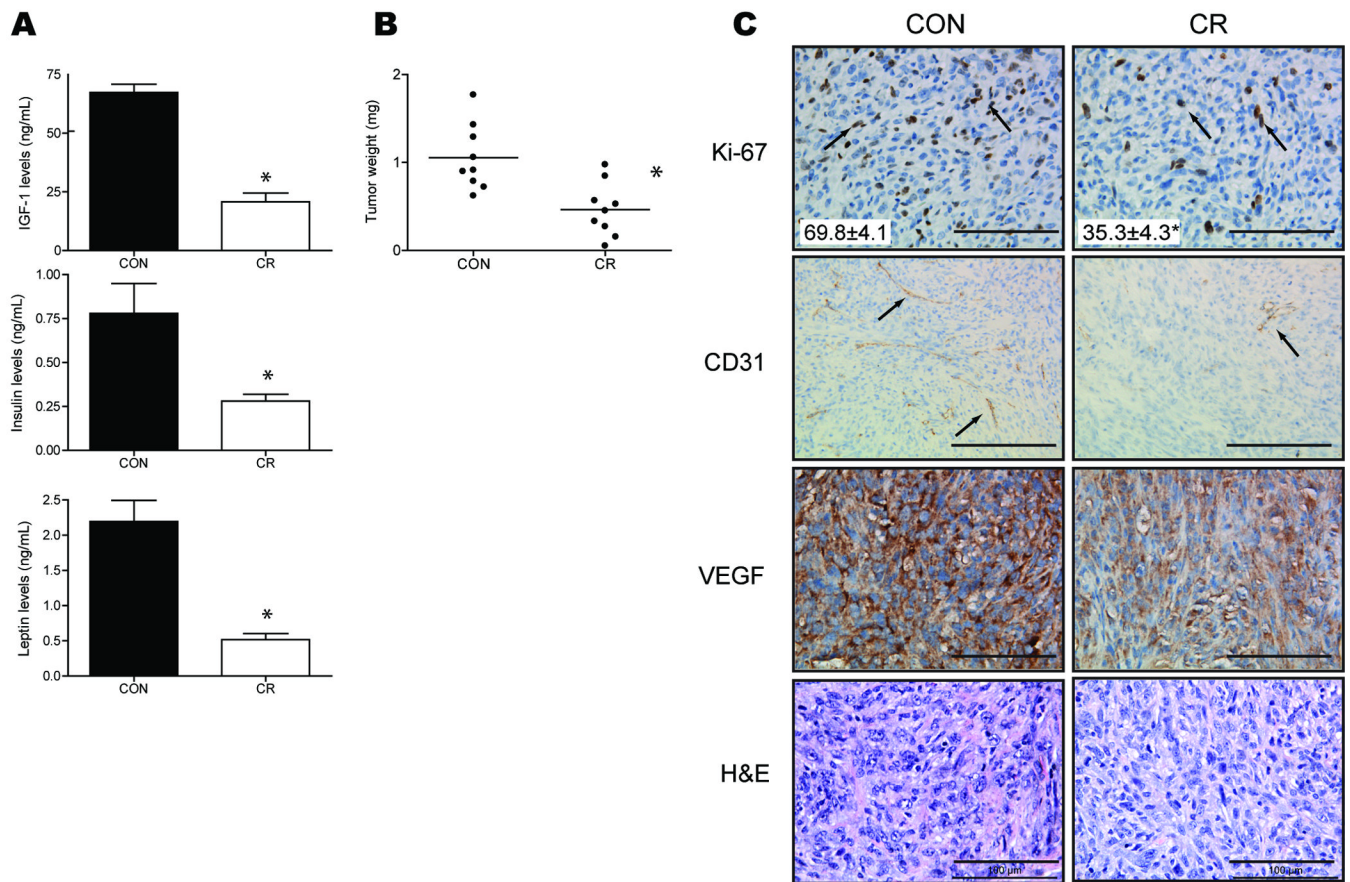 A
IGF-1 levels (ng/mL)
75
50
25
0
*
CON
CR
Insulin levels (ng/mL)
1.00
0.75
0.50
0.25
0.00
*
CON
CR
Leptin levels (ng/mL)
2.5
2.0
1.5
1.0
0.5
0.0
*
CON
CR
B
Tumor weight (mg)
2
1
0
*
CON
CR
C
CON
CR
Ki-67
69.8±4.1
35.3±4.3*
CD31
VEGF
H&E
100 µm
100 µm